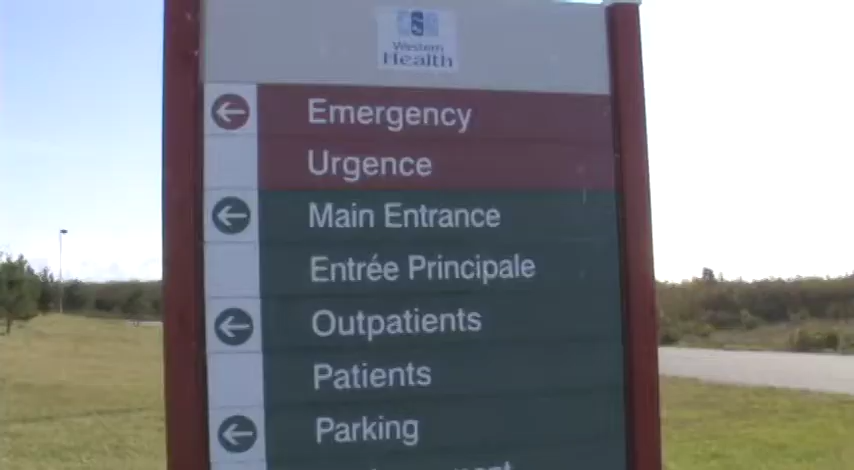 Western
Health
Emergency
Urgence
Main Entrance
Entrée Principale
Outpatients
Patients
Parking